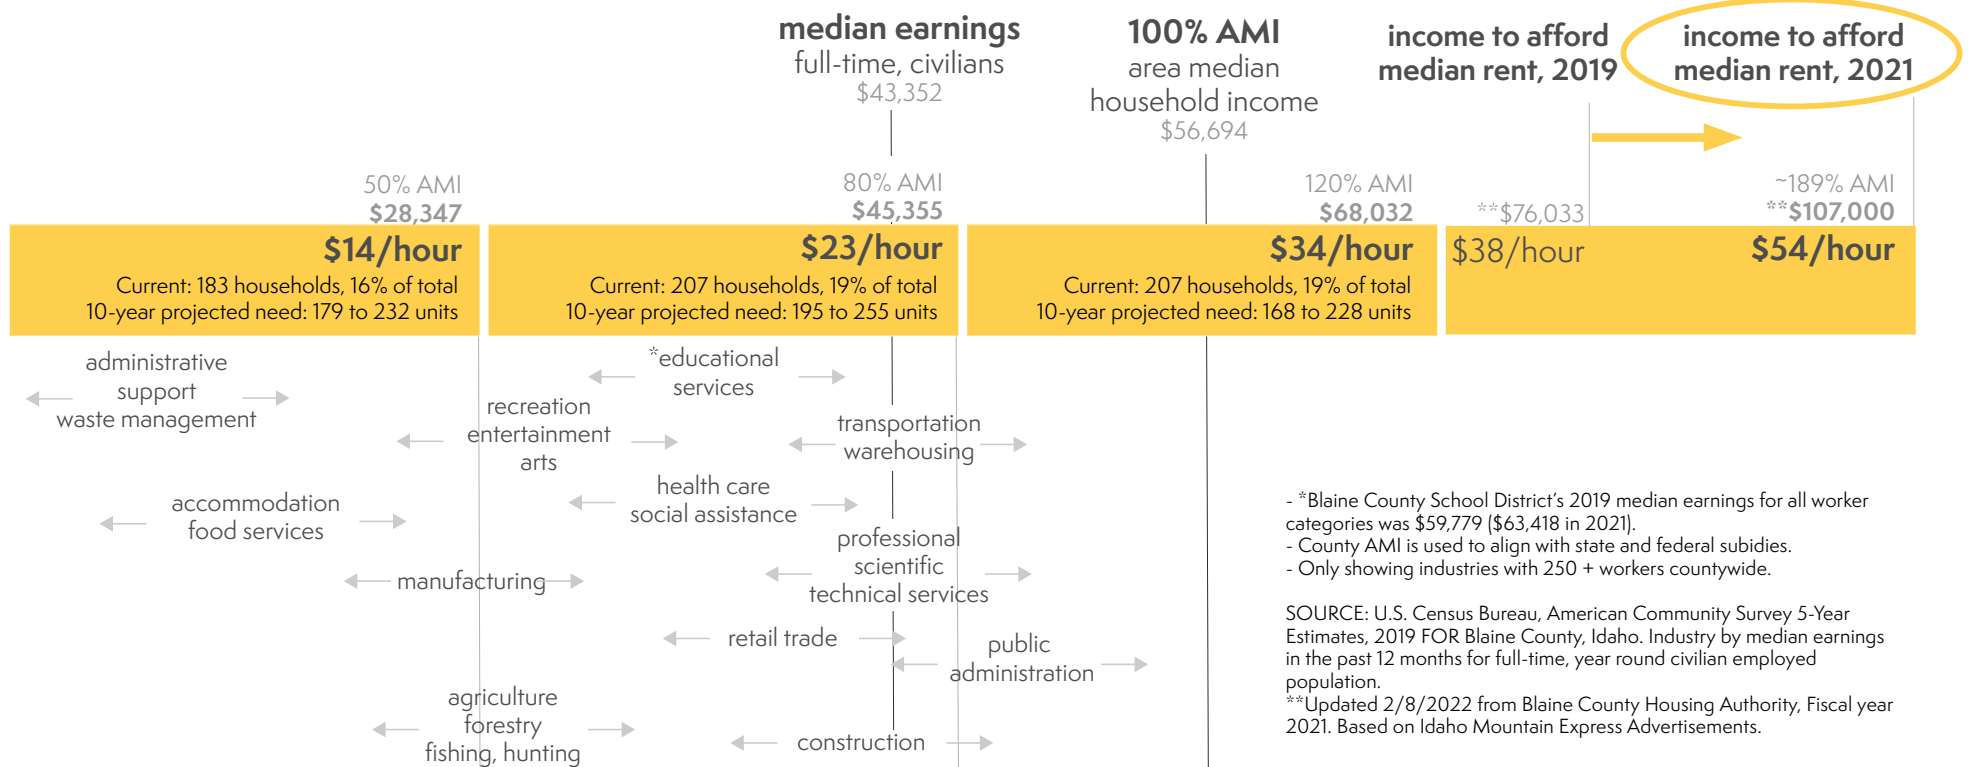 median earnings
full-time, civilians
$43,352
100% AMI
area median
household income
$56,694
income to afford
median rent, 2019
income to afford
median rent, 2021
50% AMI
$28,347
80% AMI
$45,355
120% AMI
$68,032
**$76,033
~189% AMI
**$107,000
$14/hour
Current: 183 households, 16% of total
10-year projected need: 179 to 232 units
$23/hour
Current: 207 households, 19% of total
10-year projected need: 195 to 255 units
$34/hour
Current: 207 households, 19% of total
10-year projected need: 168 to 228 units
$38/hour
$54/hour
administrative
support
waste management
*educational
services
recreation
entertainment
arts
transportation
warehousing
accommodation
food services
health care
social assistance
manufacturing
professional
scientific
technical services
retail trade
public
administration
agriculture
forestry
fishing, hunting
construction
- *Blaine County School District's 2019 median earnings for all worker
categories was $59,779 ($63,418 in 2021).
- County AMI is used to align with state and federal subidies.
- Only showing industries with 250 + workers countywide.
SOURCE: U.S. Census Bureau, American Community Survey 5-Year
Estimates, 2019 FOR Blaine County, Idaho. Industry by median earnings
in the past 12 months for full-time, year round civilian employed
population.
**Updated 2/8/2022 from Blaine County Housing Authority, Fiscal year
2021. Based on Idaho Mountain Express Advertisements.